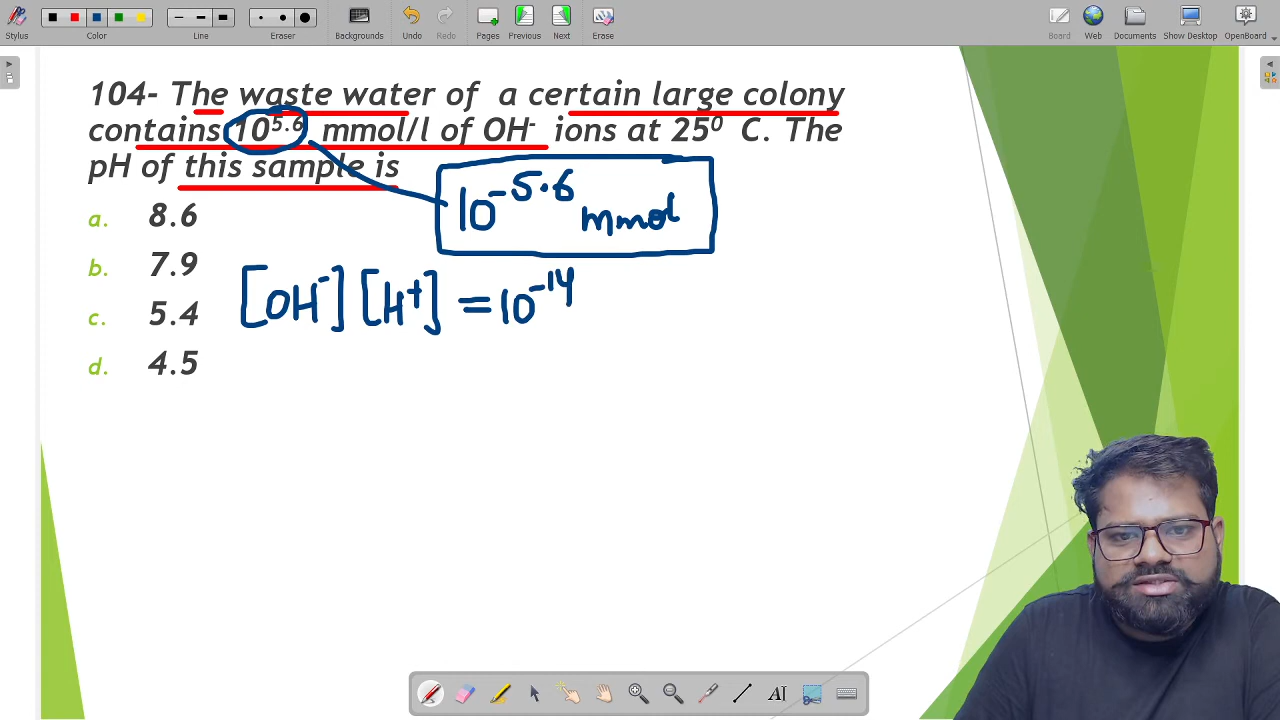 Stylus Color Line Eraser Backgrounds Undo Redo Pages Previous Next Erase Board Web Documents Show Desktop OpenBoard
104- The waste water of a certain large colony
contains 10⁵·⁶ mmol/l of OH⁻ ions at 25⁰ C. The
pH of this sample is
10⁻⁵·⁶ mmol
a. 8.6
b. 7.9
[OH⁻] [H⁺] = 10⁻¹⁴
c. 5.4
d. 4.5
AI